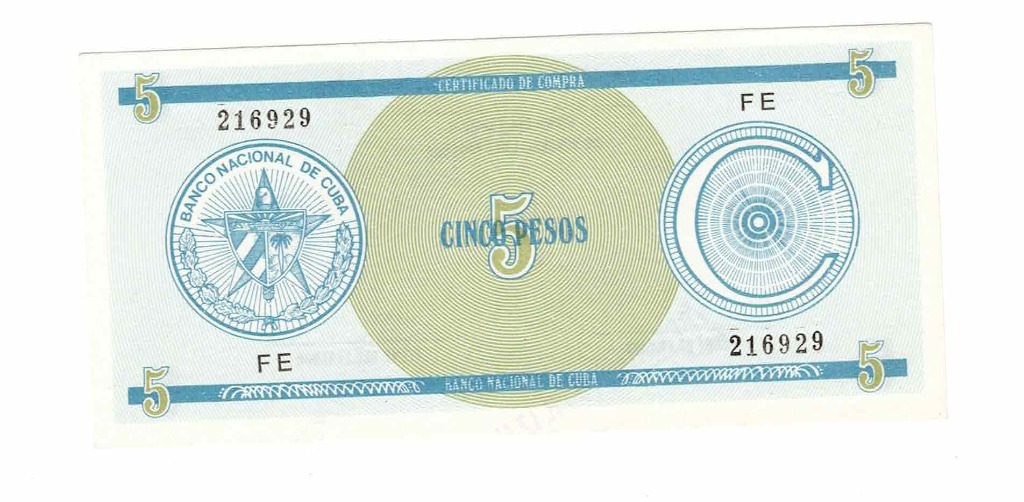 5 CERTIFICADO DE COMPRA 5
216929 FE
BANCO NACIONAL DE CUBA
C
5
CINCO PESOS
FE 216929
5 BANCO NACIONAL DE CUBA 5